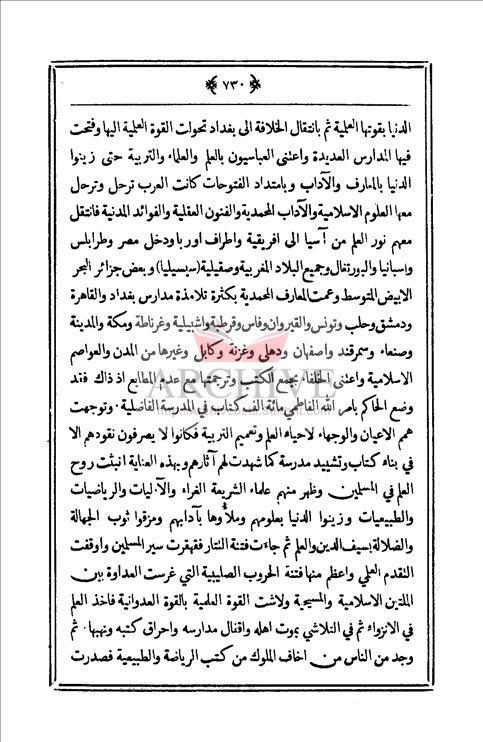 ﴿ ٧٣٠ ﴾
الدنيا بقوتها العلمية ثم بانتقال الخلافة الى بغداد تحولت القوة العلمية اليها وفتحت
فيها المدارس العديدة واعتنى العباسيون بالعلم والعلماء والتربية حتى زينوا
الدنيا بالمعارف والآداب وبامتداد الفتوحات كانت العرب ترحل وترحل
معها العلوم الاسلامية والآداب المحمدية والفنون العقلية والفوائد المدنية فانتقل
معهم نور العلم من آسيا الى افريقية واطراف اوربا ودخل مصر وطرابلس
واسبانيا والبورتقال وجميع البلاد المغربية وصقيلية (سيسيليا) وبعض جزائر البحر
الابيض المتوسط وعمت المعارف المحمدية بكثرة تلامذة مدارس بغداد والقاهرة
ودمشق وحلب وتونس والقيروان وفاس وقرطبة واشبيلية وغرناطة ومكة والمدينة
وصنعاء وسمرقند واصفهان ودهلى وغزنة وكابل وغيرها من المدن والعواصم
الاسلامية واعتنى الخلفاء بجمع الكتب وترجمتها مع عدم المطابع اذ ذاك فقد
وضع الحاكم بامر الله الفاطمي مائة الف كتاب في المدرسة الفاضلية · وتوجهت
همم الاعيان والوجهاء لاحياء العلم وتعميم التربية فكانوا لا يصرفون نقودهم الا
في بناء كتاب وتشييد مدرسة كما شهدت لهم آثارهم وبهذه العناية انبثت روح
العلم في المسلمين وظهر منهم علماء الشريعة الغراء والآليات والرياضيات
والطبيعيات وزينوا الدنيا بعلومهم وملأوها بآدابهم ومزقوا ثوب الجهالة
والضلالة بسيف الدين والعلم ثم جاءت فتنة التتار فقهقرت سير المسلمين واوقفت
التقدم العلمي واعظم منها فتنة الحروب الصليبية التي غرست العداوة بين
الملتين الاسلامية والمسيحية ولاشت القوة العلمية بالقوة العدوانية فاخذ العلم
في الانزواء ثم في التلاشي بموت اهله واقفال مدارسه واحراق كتبه ونهبها · ثم
وجد من الناس من اخاف الملوك من كتب الرياضة والطبيعية فصدرت
ARCHIVE